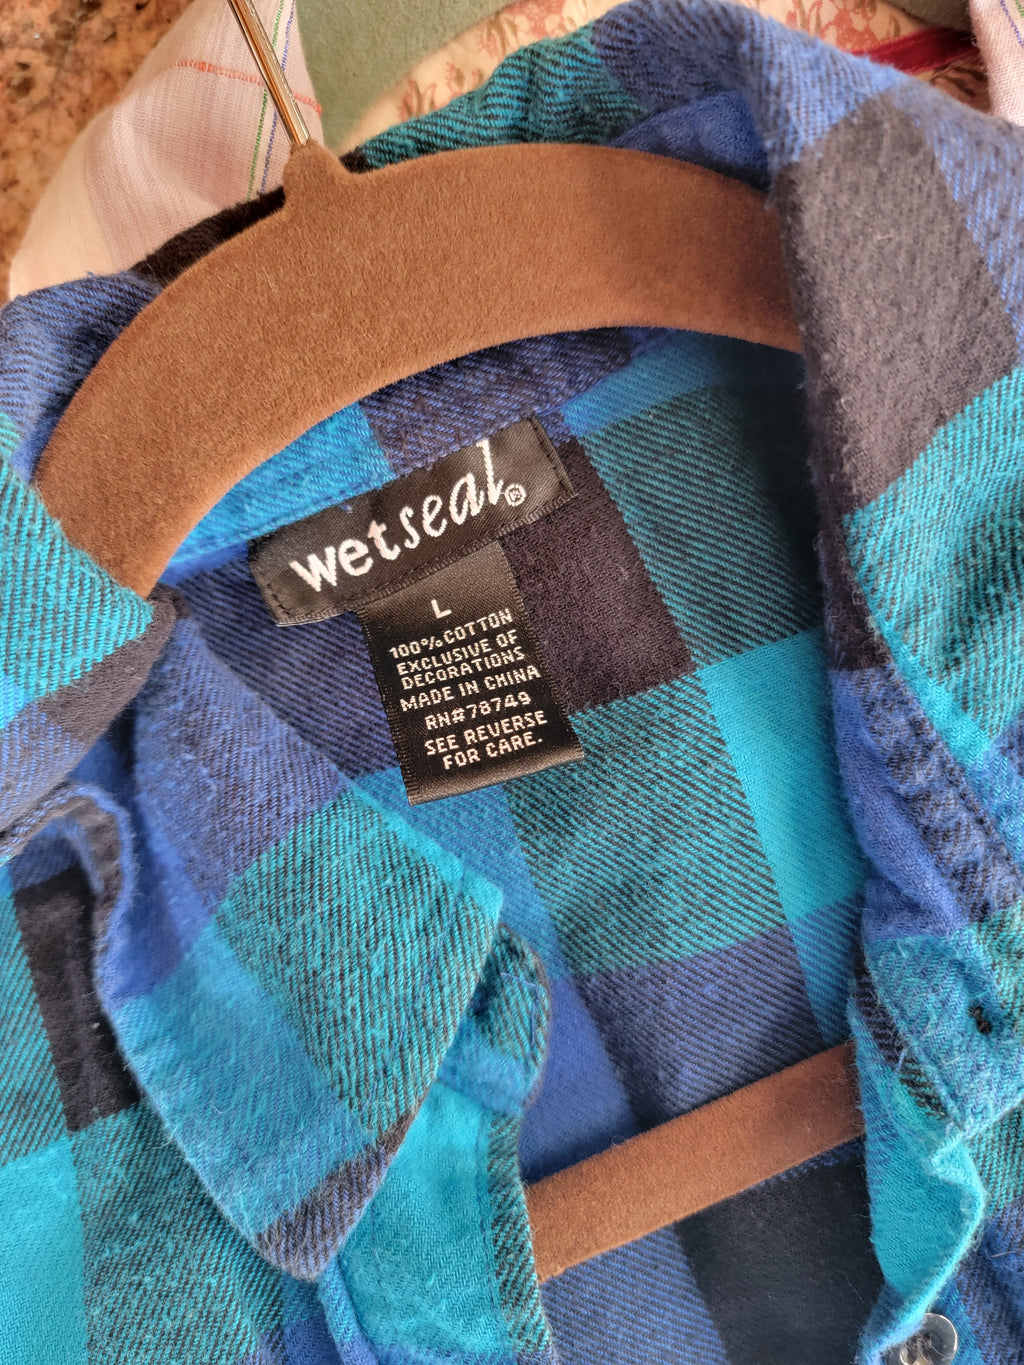 wetseal®
L
100% COTTON
EXCLUSIVE OF
DECORATIONS
MADE IN CHINA
RN#78749
SEE REVERSE
FOR CARE.